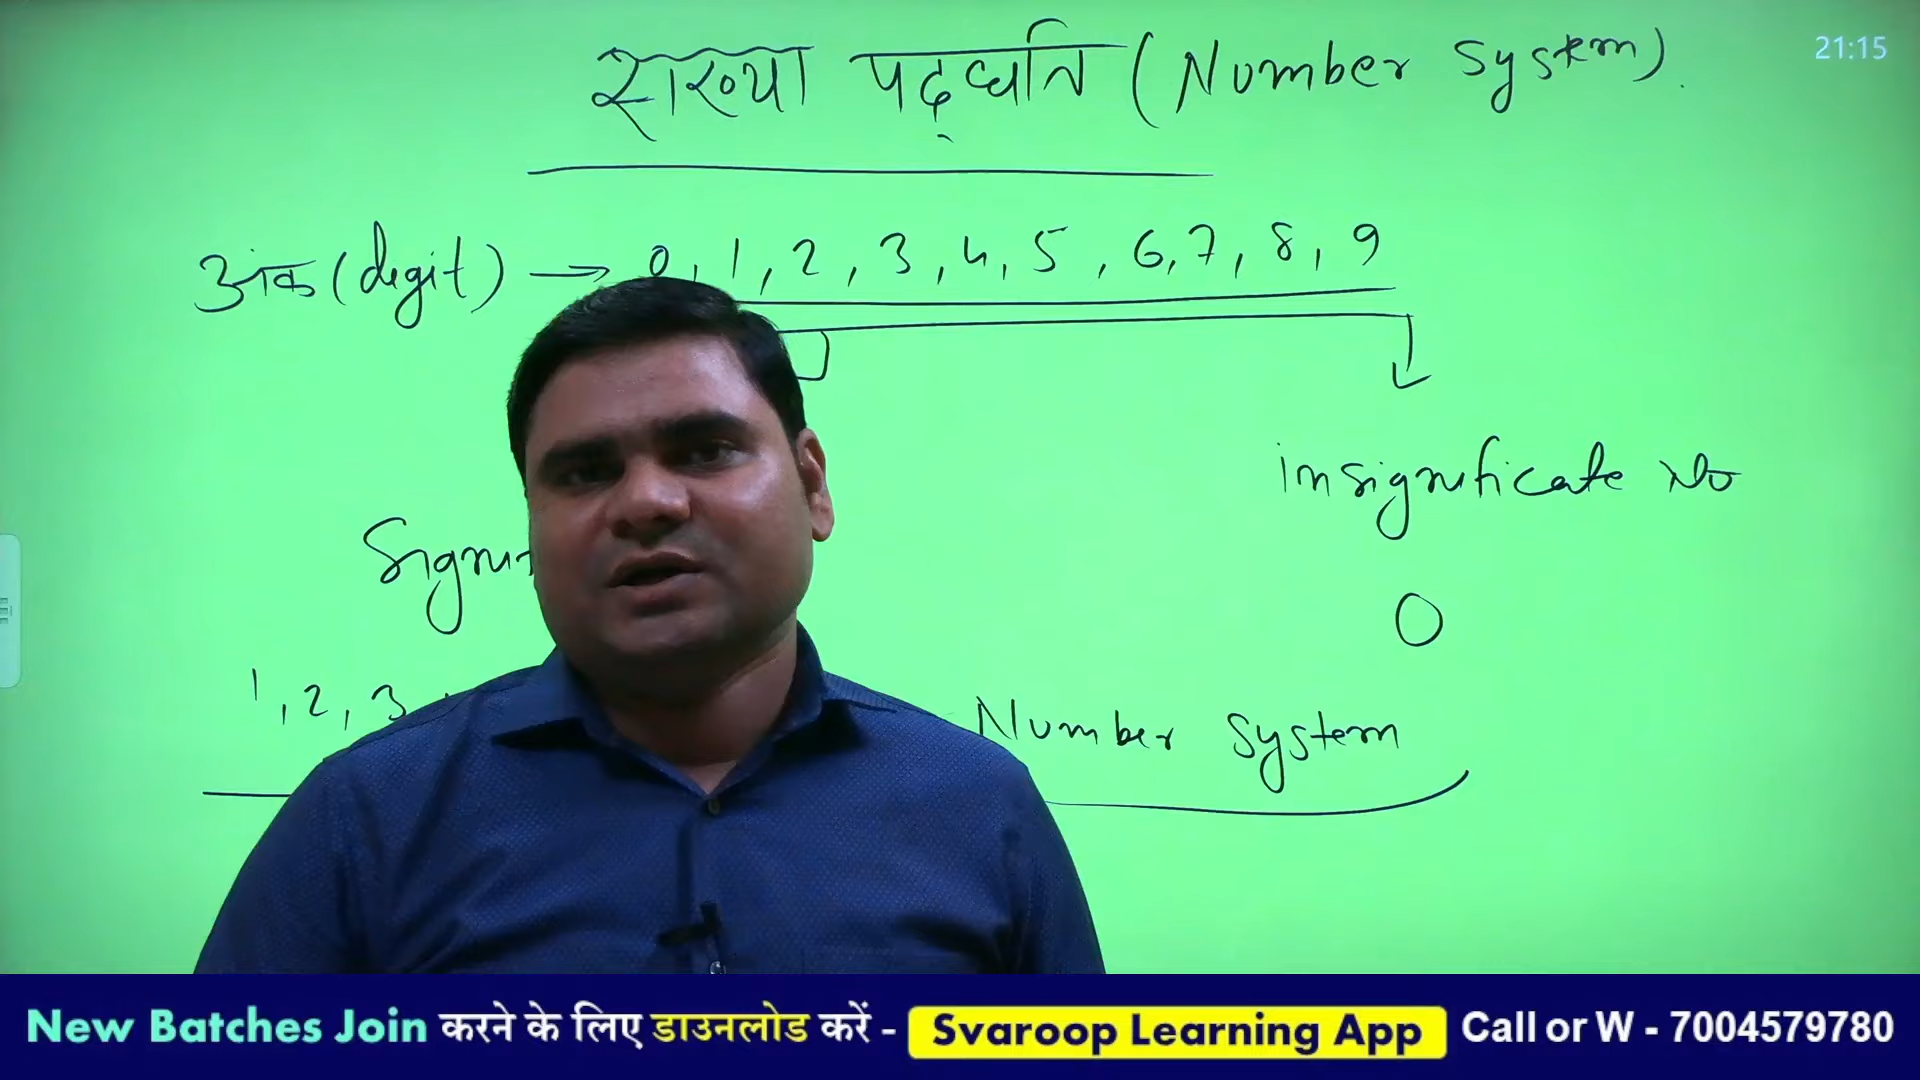 संख्या पद्धति (Number System)
21:15
अंक (digit) → 0, 1, 2, 3, 4, 5, 6, 7, 8, 9
insignificate No
0
1, 2, 3
Number System
New Batches Join करने के लिए डाउनलोड करें - Svaroop Learning App Call or W - 7004579780